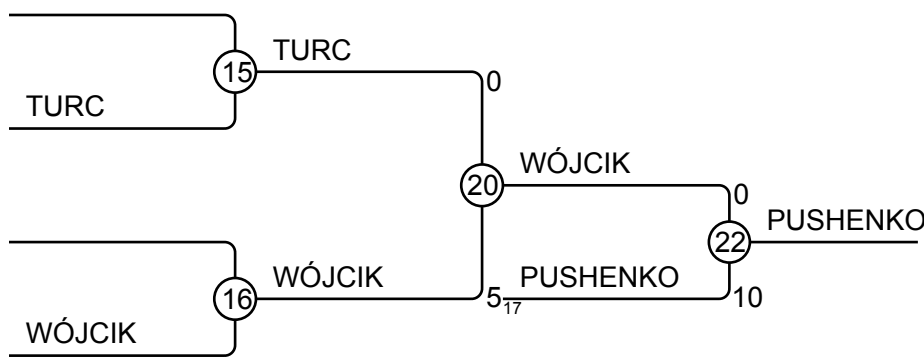 TURC
15
0
TURC
WÓJCIK
20
0
PUSHENKO
22
WÓJCIK
PUSHENKO
16
5
17
10
WÓJCIK